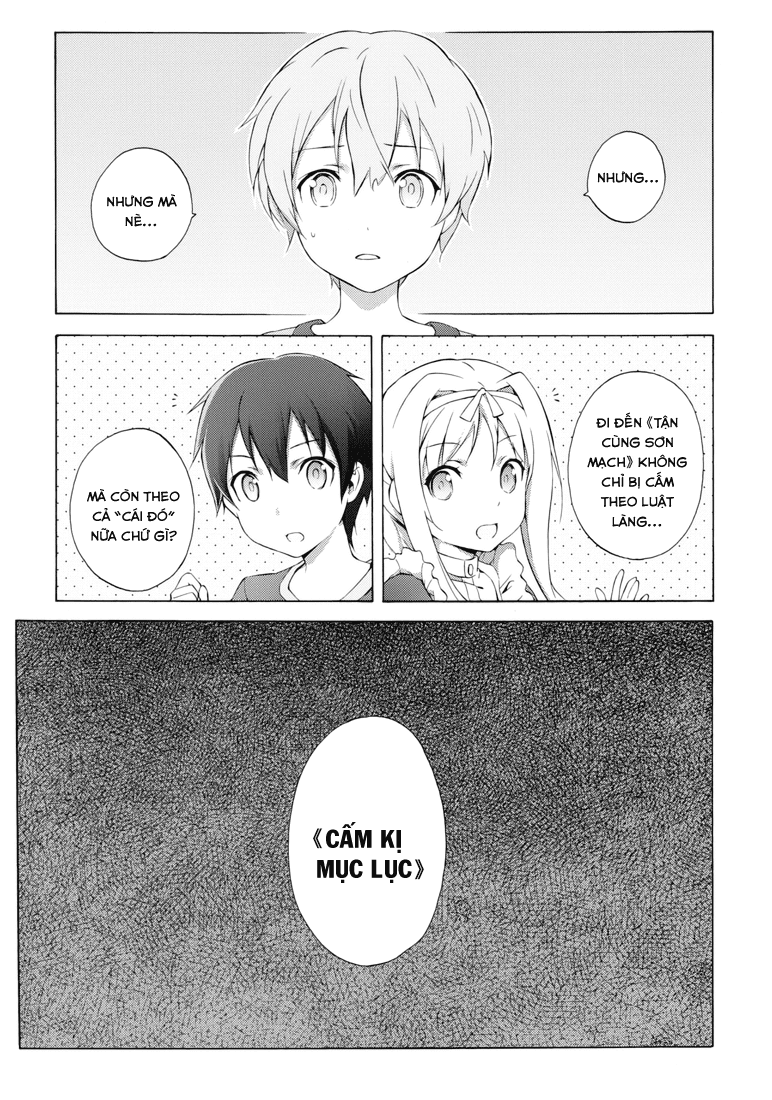 NHƯNG...
NHƯNG MÀ
NÈ...
ĐI ĐẾN 《TẬN
CÙNG SƠN
MẠCH》 KHÔNG
CHỈ BỊ CẤM
THEO LUẬT
LÀNG...
MÀ CÒN THEO
CẢ “CÁI ĐÓ”
NỮA CHỨ GÌ?
《CẤM KỊ
MỤC LỤC》